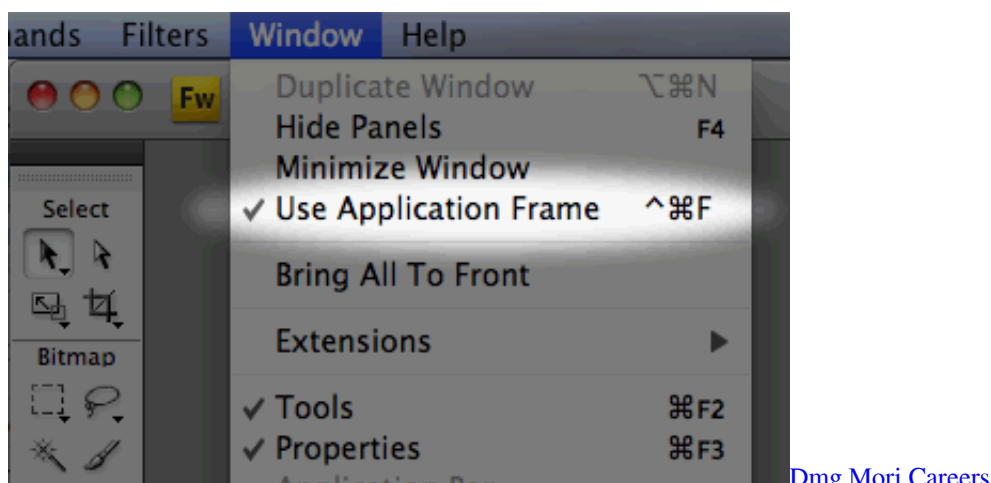 Filters Window Help
Fw
Duplicate Window ⌥⌘N
Hide Panels F4
Minimize Window
Select
✓ Use Application Frame ^⌘F
Bring All To Front
Extensions ▶
Bitmap
✓ Tools ⌘F2
✓ Properties ⌘F3
Dmg Mori Careers